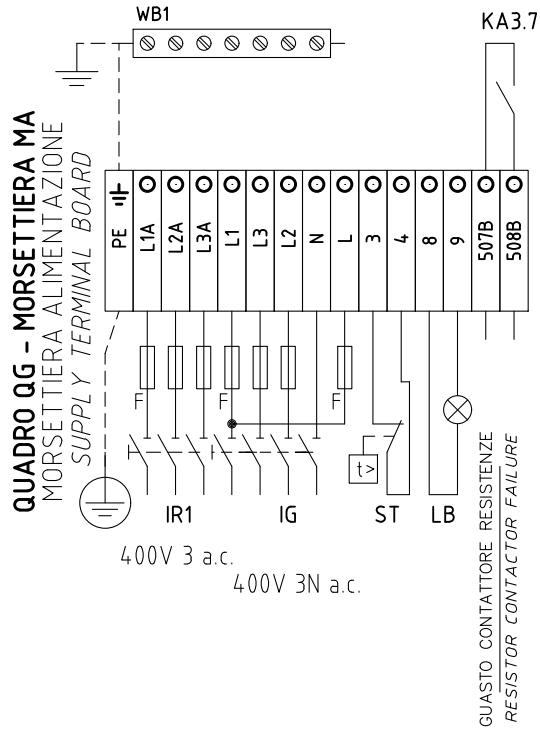 WB1
KA3.7
QUADRO QG - MORSETTIERA MA
MORSETTIERA ALIMENTAZIONE
SUPPLY TERMINAL BOARD
PE
L1A
L2A
L3A
L1
L3
L2
N
L
3
4
8
9
507B
508B
F
F
F
t>
IR1
IG
ST
LB
400V 3 a.c.
400V 3N a.c.
GUASTO CONTATTORE RESISTENZE
RESISTOR CONTACTOR FAILURE